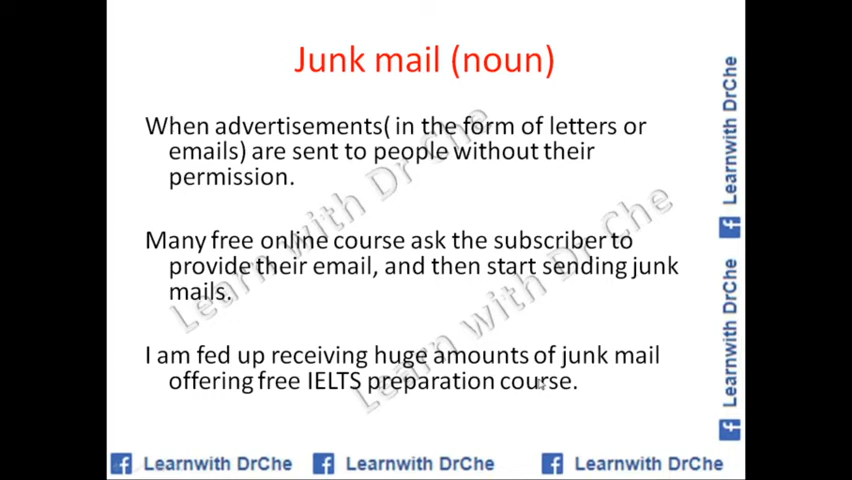 Junk mail (noun)
When advertisements( in the form of letters or
emails) are sent to people without their
permission.
Many free online course ask the subscriber to
provide their email, and then start sending junk
mails.
I am fed up receiving huge amounts of junk mail
offering free IELTS preparation course.
Learn with Dr Che
Learn with Dr Che
Learnwith DrChe
Learnwith DrChe
Learnwith DrChe
Learnwith DrChe
Learnwith DrChe